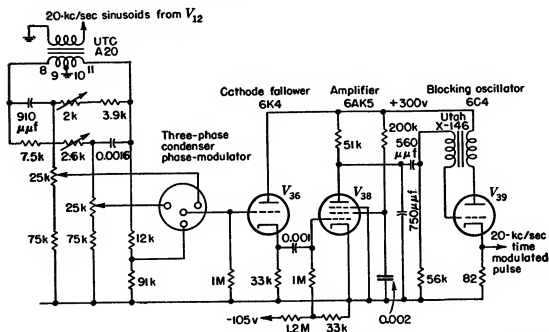 20-kc/sec sinusoids from V12
UTC
A20
8 9 10 11
910
μμf
2k
3.9k
7.5k
2.6k
0.0016
25k
25k
75k
75k
12k
91k
Three-phase
condenser
phase-modulator
Cathode fallower
6K4
V36
1M
33k
0.001
Amplifier
6AK5
51k
V38
1M
-105v
1.2M
33k
+300v
200k
560
μμf
750μμf
0.002
56k
Blocking oscillator
6C4
Utah
X-146
V39
82
20-kc/sec
time
modulated
pulse